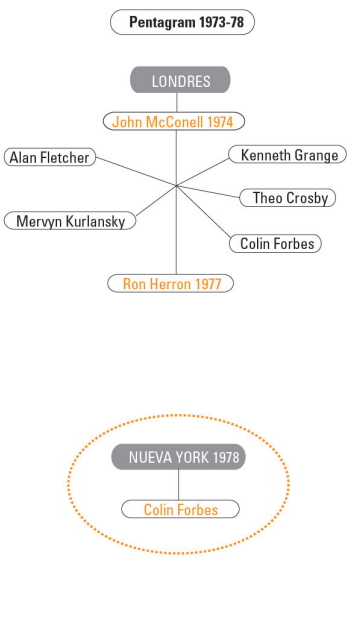 Pentagram 1973-78
LONDRES
John McConell 1974
Alan Fletcher
Kenneth Grange
Theo Crosby
Mervyn Kurlansky
Colin Forbes
Ron Herron 1977
NUEVA YORK 1978
Colin Forbes